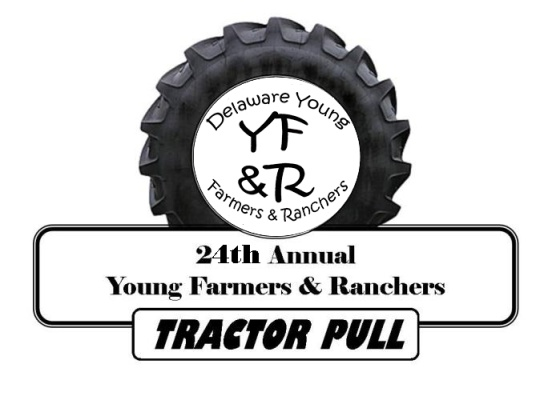 Delaware Young
YF
&R
Farmers & Ranchers
24th Annual
Young Farmers & Ranchers
TRACTOR PULL